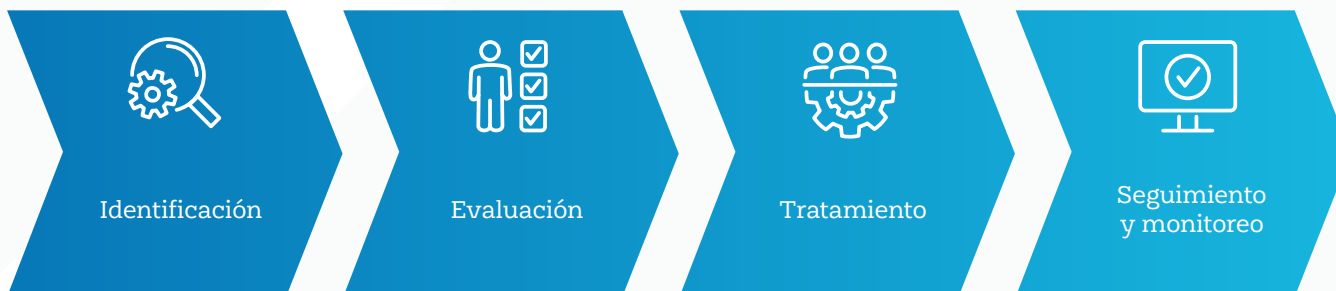 Identificación
Evaluación
Tratamiento
Seguimiento
y monitoreo